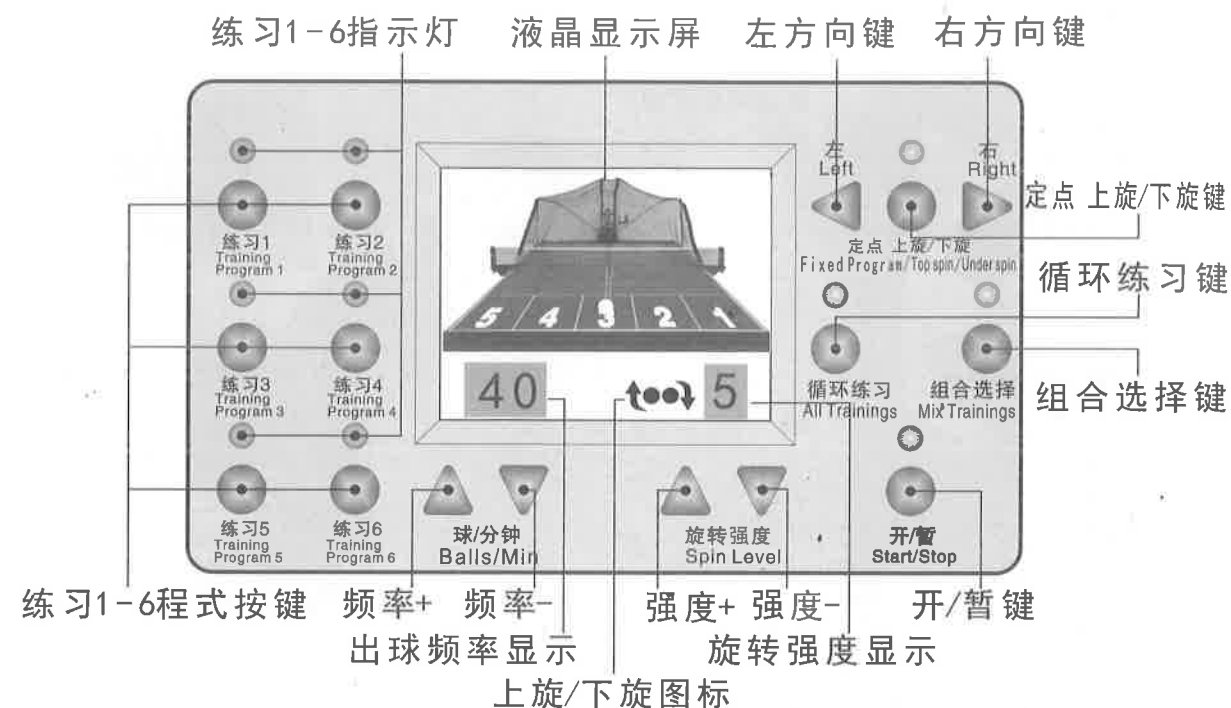 练习1-6指示灯
液晶显示屏
左方向键
右方向键
左
Left
右
Right
定点 上旋/下旋键
练习1
Training
Program 1
练习2
Training
Program 2
定点 上旋/下旋
Fixed Program/Top spin/Under spin
循环练习键
5 4 3 2 1
练习3
Training
Program 3
练习4
Training
Program 4
40
5
循环练习
All Trainings
组合选择
Mix Trainings
组合选择键
练习5
Training
Program 5
练习6
Training
Program 6
球/分钟
Balls/Min
旋转强度
Spin Level
开/暂
Start/Stop
练习1-6程式按键
频率+
频率-
强度+
强度-
开/暂键
出球频率显示
旋转强度显示
上旋/下旋图标